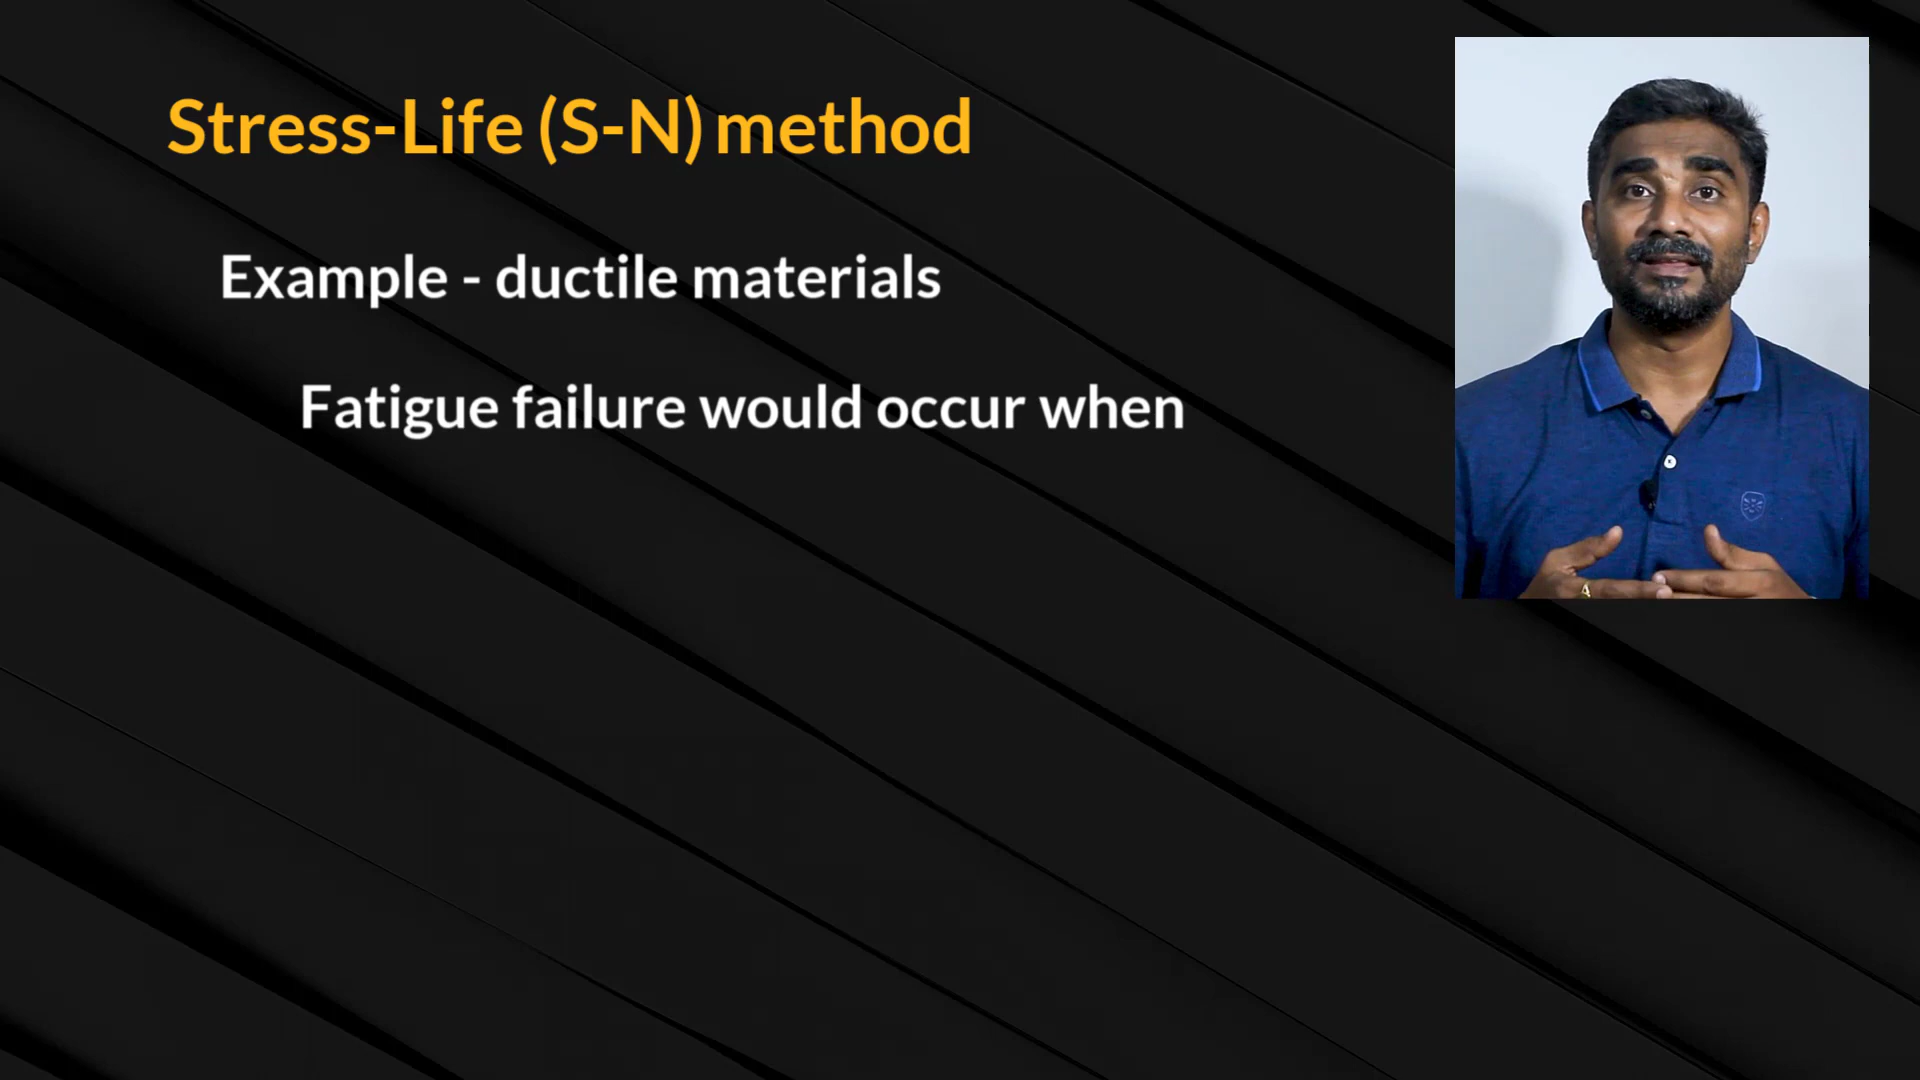 Stress-Life (S-N) method
Example - ductile materials
Fatigue failure would occur when